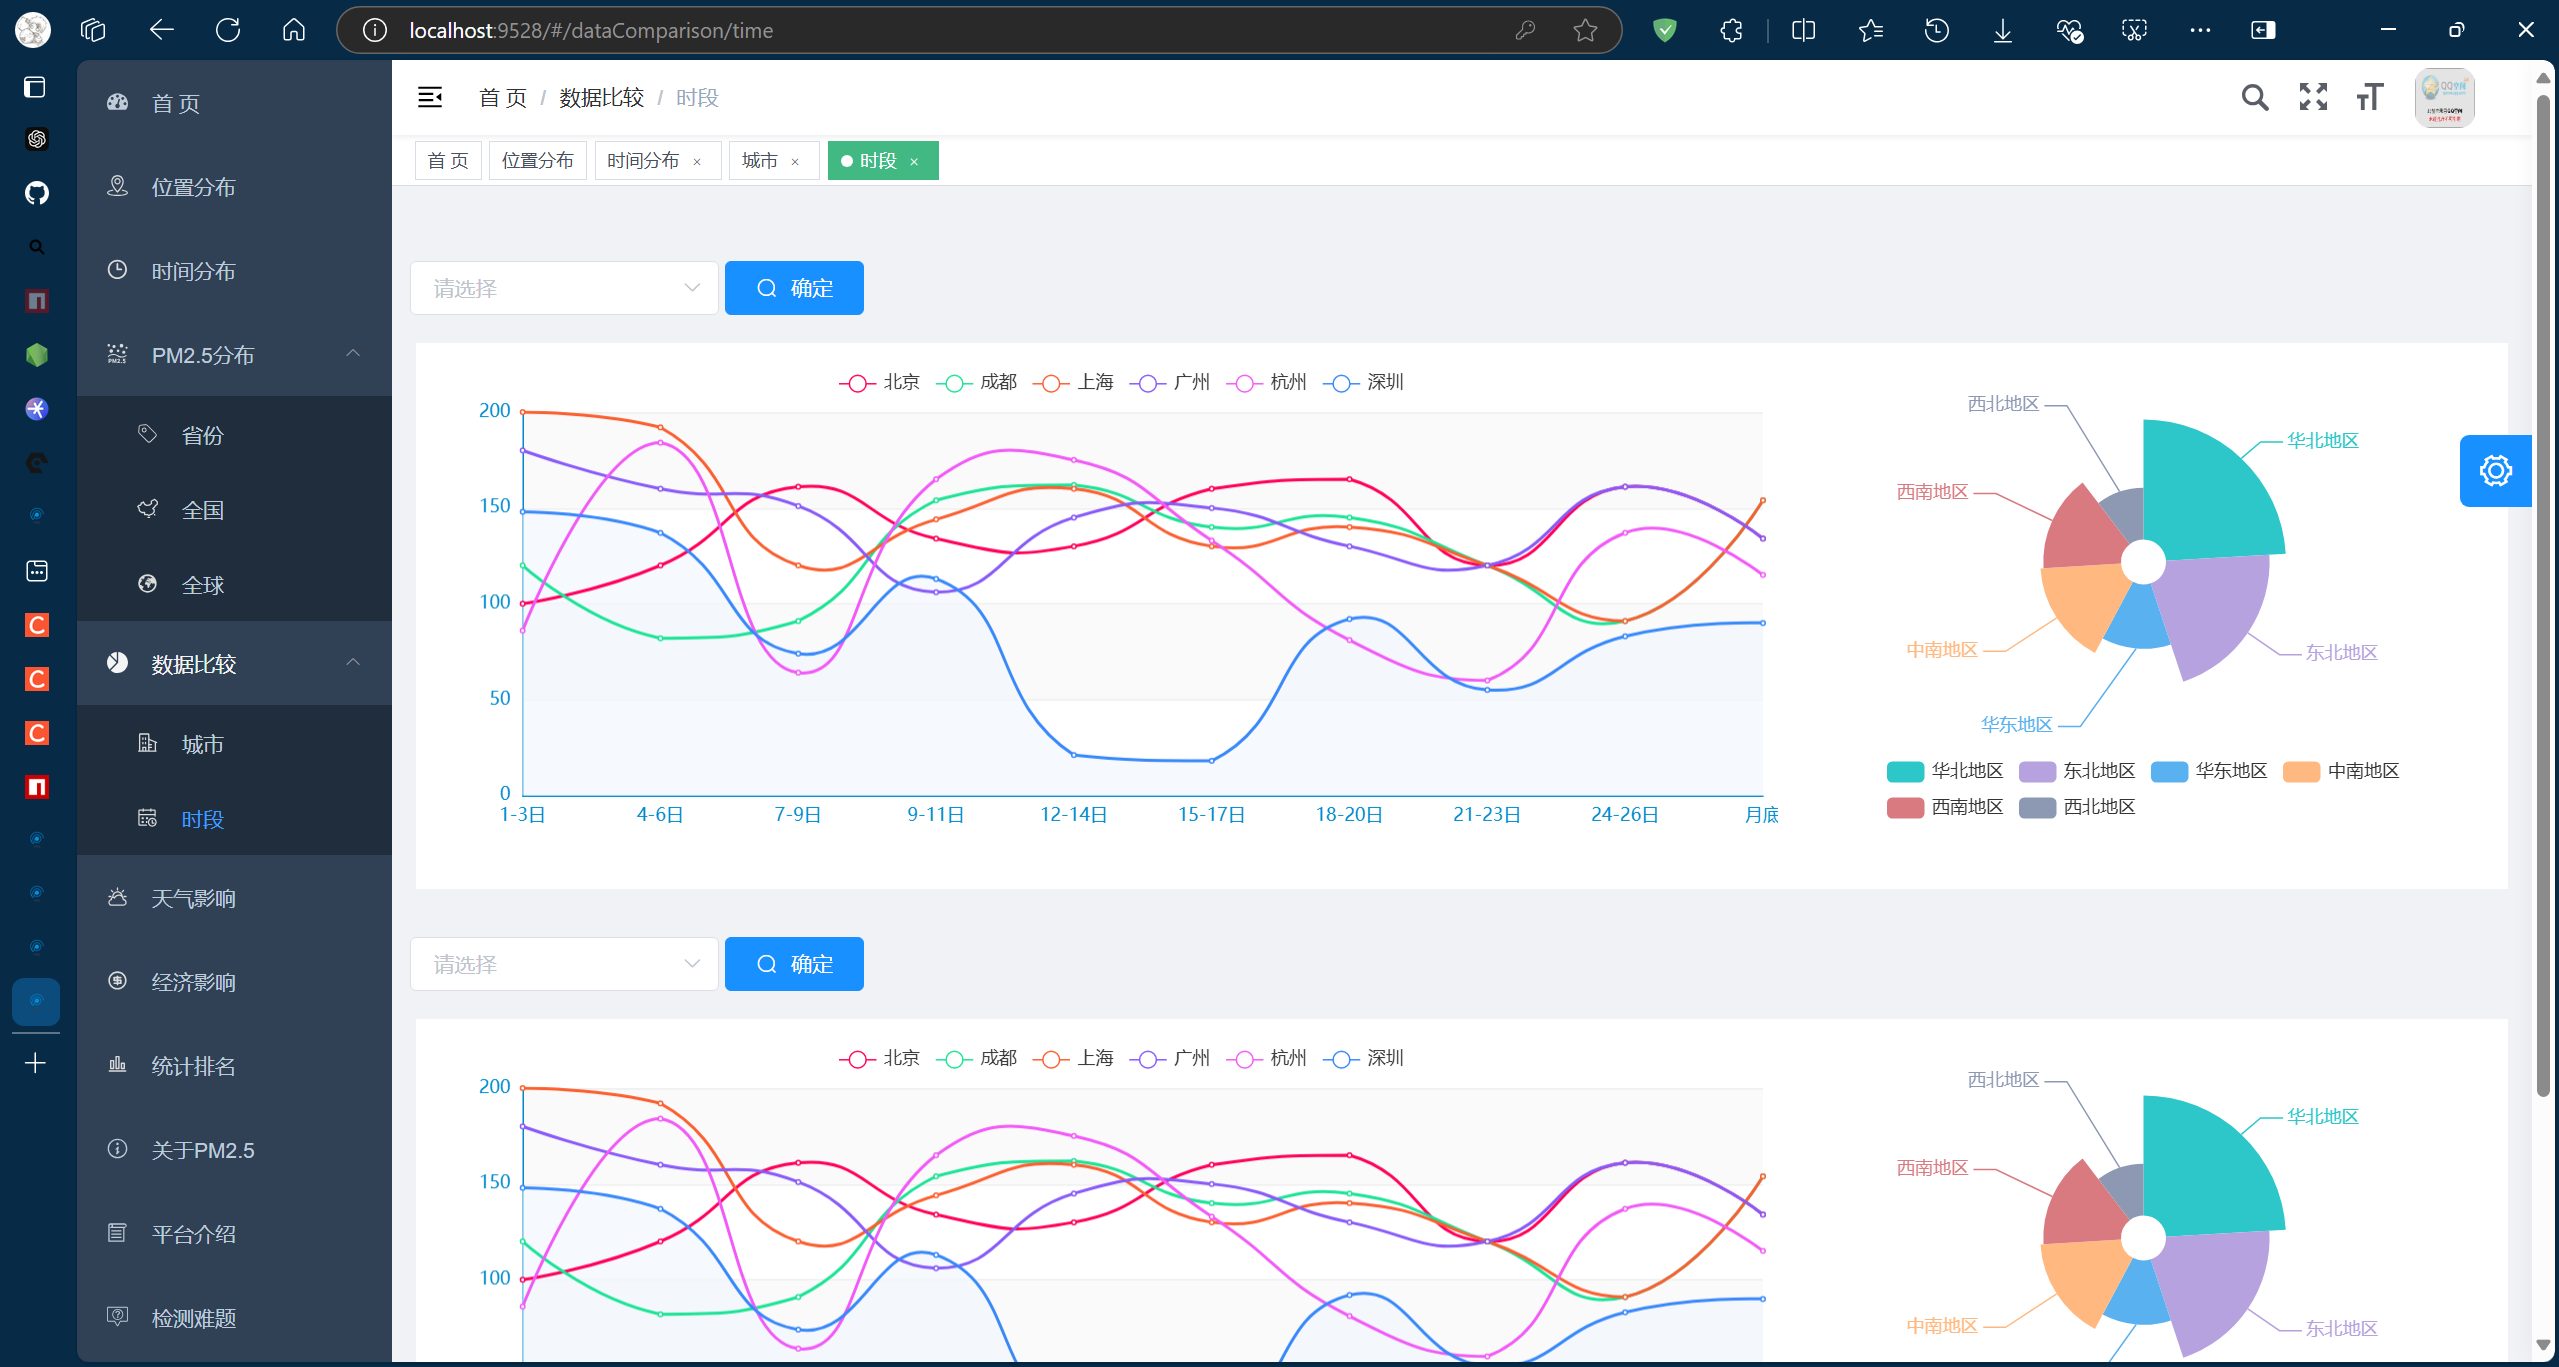 localhost:9528/#/dataComparison/time
首 页 / 数据比较 / 时段
首 页
位置分布
时间分布 ×
城市 ×
时段 ×
首 页
位置分布
时间分布
PM2.5分布
省份
全国
全球
数据比较
城市
时段
天气影响
经济影响
统计排名
关于PM2.5
平台介绍
检测难题
请选择
确定
北京 成都 上海 广州 杭州 深圳
200
150
100
50
0
1-3日 4-6日 7-9日 9-11日 12-14日 15-17日 18-20日 21-23日 24-26日 月底
西北地区
华北地区
西南地区
中南地区
东北地区
华东地区
华北地区 东北地区 华东地区 中南地区
西南地区 西北地区
请选择
确定
北京 成都 上海 广州 杭州 深圳
200
150
100
西北地区
华北地区
西南地区
中南地区
东北地区